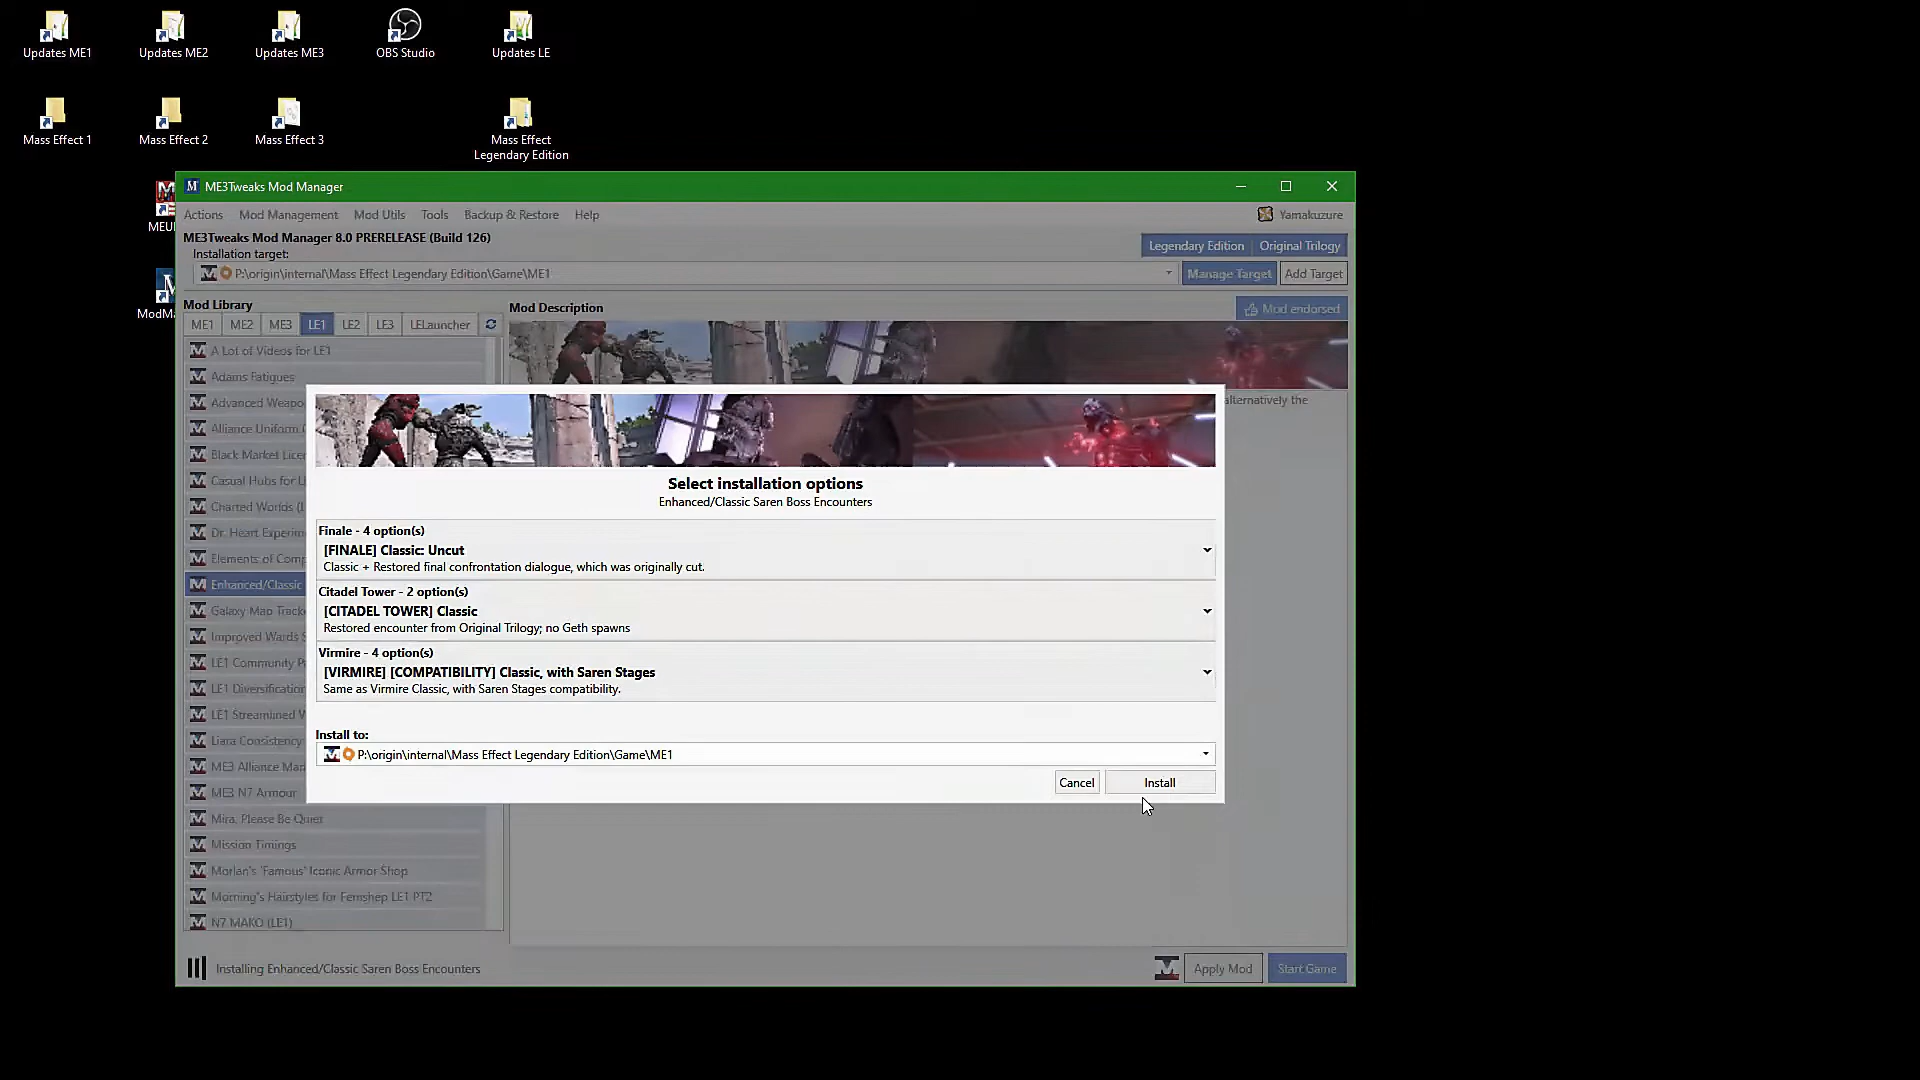 Updates ME1
Updates ME2
Updates ME3
OBS Studio
Updates LE
Mass Effect 1
Mass Effect 2
Mass Effect 3
Mass Effect
Legendary Edition
ME3Tweaks Mod Manager
Actions
Mod Management
Mod Utils
Tools
Backup & Restore
Help
Yamakuzure
ME3Tweaks Mod Manager 8.0 PRERELEASE (Build 126)
Legendary Edition
Original Trilogy
Installation target:
P:\origin\internal\Mass Effect Legendary Edition\Game\ME1
Manage Target
Add Target
Mod Library
Mod Description
Mod endorsed
ME1
ME2
ME3
LE1
LE2
LE3
LELauncher
A Lot of Videos for LE1
Adams Fatigues
Advanced Weapo
Alliance Uniform
Black Market Licen
Casual Hubs for L
Charted Worlds (
Dr. Heart Experim
Elements of Comp
Enhanced/Classic
Galaxy Map Track
Improved Wards S
LE1 Community P
LE1 Diversification
LE1 Streamlined
Liara Consistency
ME3 Alliance Mar
ME3 N7 Armour
Mira, Please Be Quiet
Mission Timings
Morlan's 'Famous' Iconic Armor Shop
Morning's Hairstyles for Femshep LE1 PT2
N7 MAKO (LE1)
alternatively the
Select installation options
Enhanced/Classic Saren Boss Encounters
Finale - 4 option(s)
[FINALE] Classic: Uncut
Classic + Restored final confrontation dialogue, which was originally cut.
Citadel Tower - 2 option(s)
[CITADEL TOWER] Classic
Restored encounter from Original Trilogy; no Geth spawns
Virmire - 4 option(s)
[VIRMIRE] [COMPATIBILITY] Classic, with Saren Stages
Same as Virmire Classic, with Saren Stages compatibility.
Install to:
P:\origin\internal\Mass Effect Legendary Edition\Game\ME1
Cancel
Install
Installing Enhanced/Classic Saren Boss Encounters
Apply Mod
Start Game